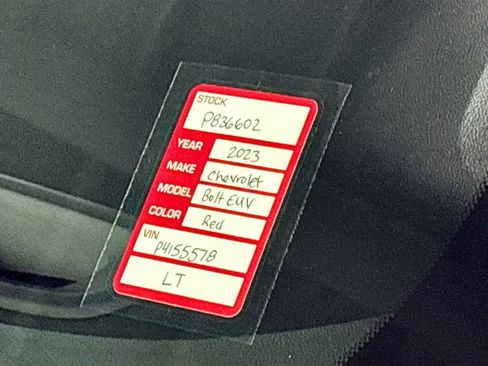 STOCK
P836602
YEAR 2023
MAKE Chevrolet
MODEL Bolt EUV
COLOR Red
VIN
P4155578
LT